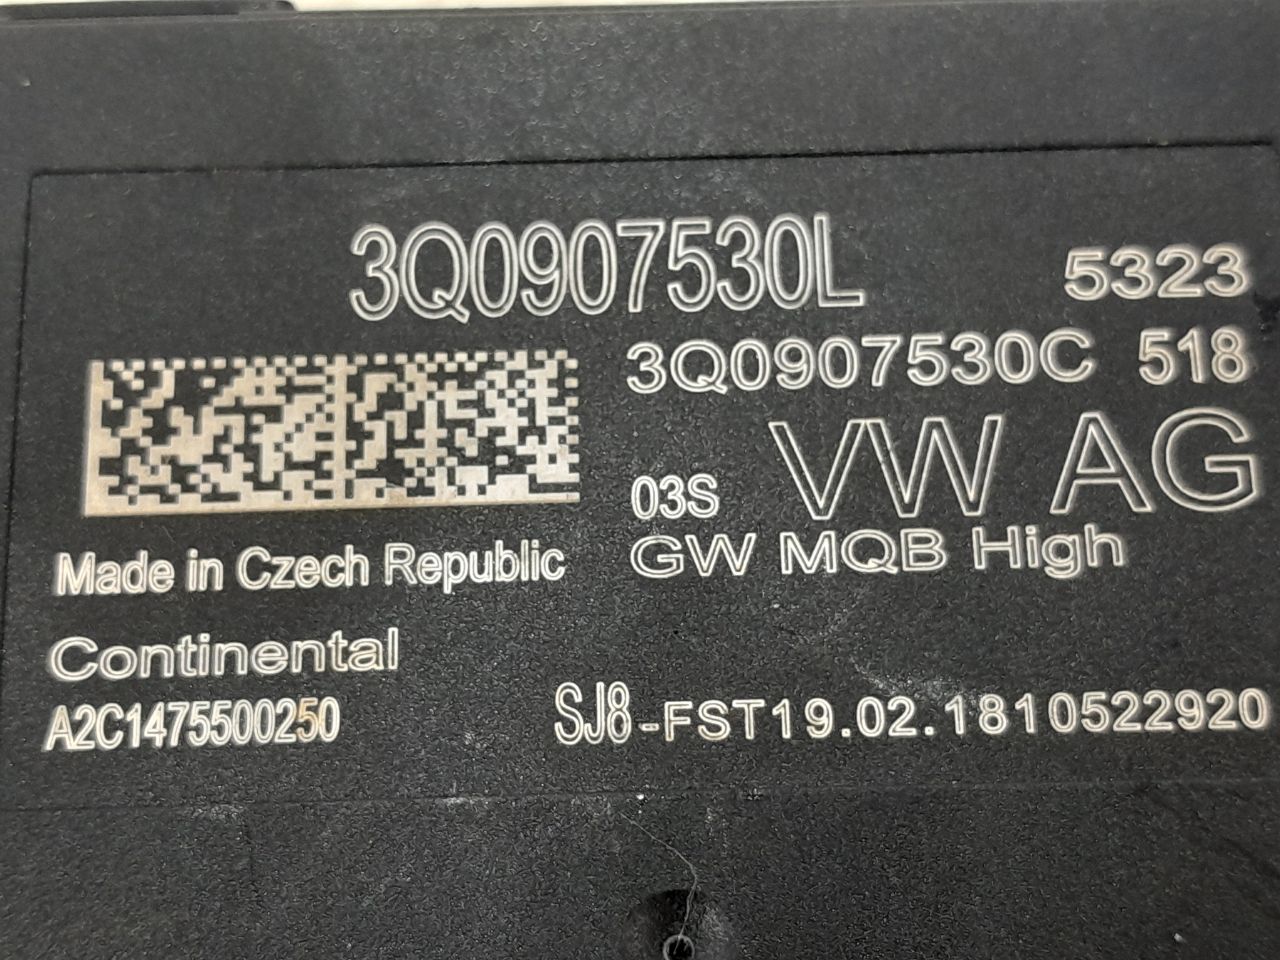 3Q0907530L
5323
3Q0907530C 518
VW AG
03S
GW MQB High
Made in Czech Republic
Continental
A2C1475500250
SJ8-FST19.02.1810522920